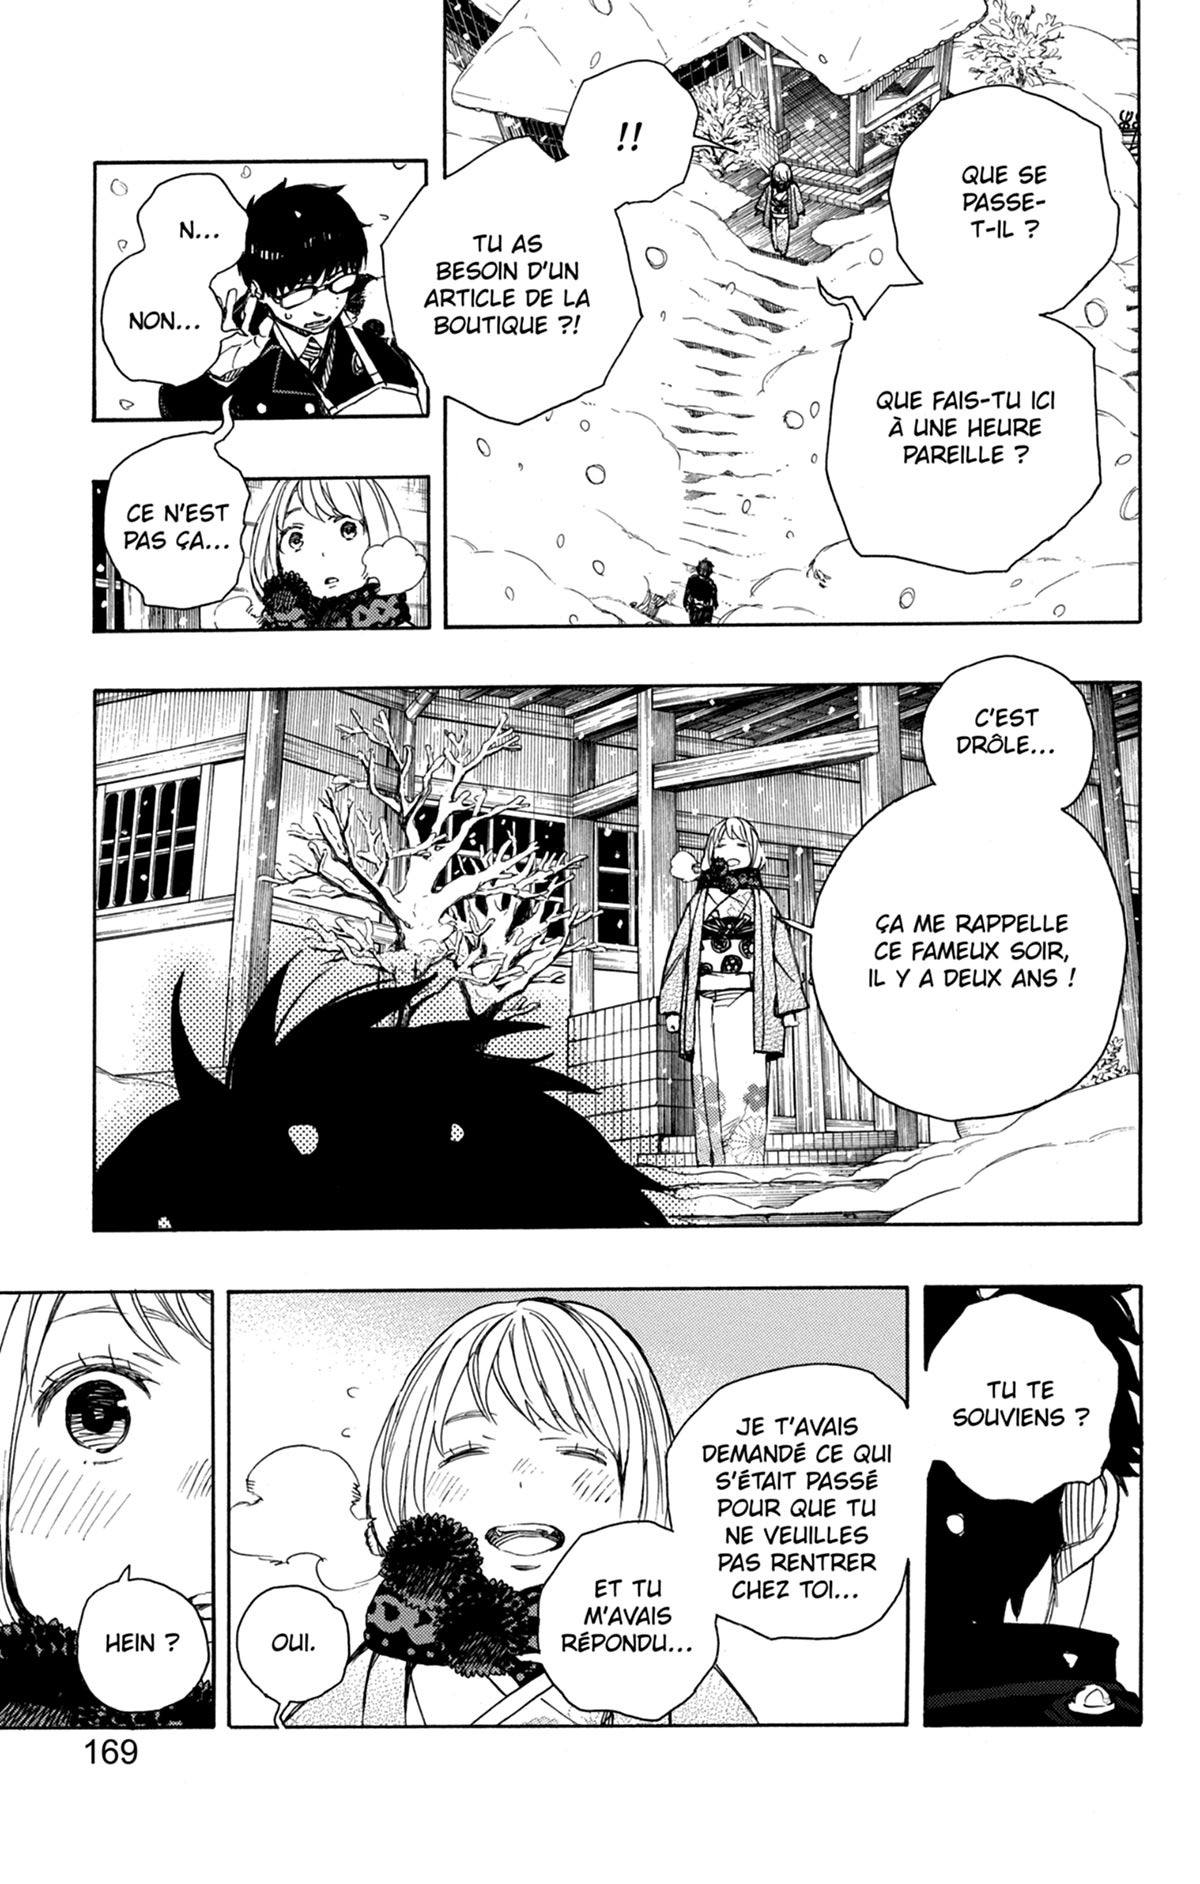 QUE SE
PASSE-
T-IL ?
QUE FAIS-TU ICI
À UNE HEURE
PAREILLE ?
!!
TU AS
BESOIN D'UN
ARTICLE DE LA
BOUTIQUE ?!
N...
NON...
CE N'EST
PAS ÇA...
C'EST
DRÔLE...
ÇA ME RAPPELLE
CE FAMEUX SOIR,
IL Y A DEUX ANS !
TU TE
SOUVIENS ?
JE T'AVAIS
DEMANDÉ CE QUI
S'ÉTAIT PASSÉ
POUR QUE TU
NE VEUILLES
PAS RENTRER
CHEZ TOI...
ET TU
M'AVAIS
RÉPONDU...
OUI.
HEIN ?
169